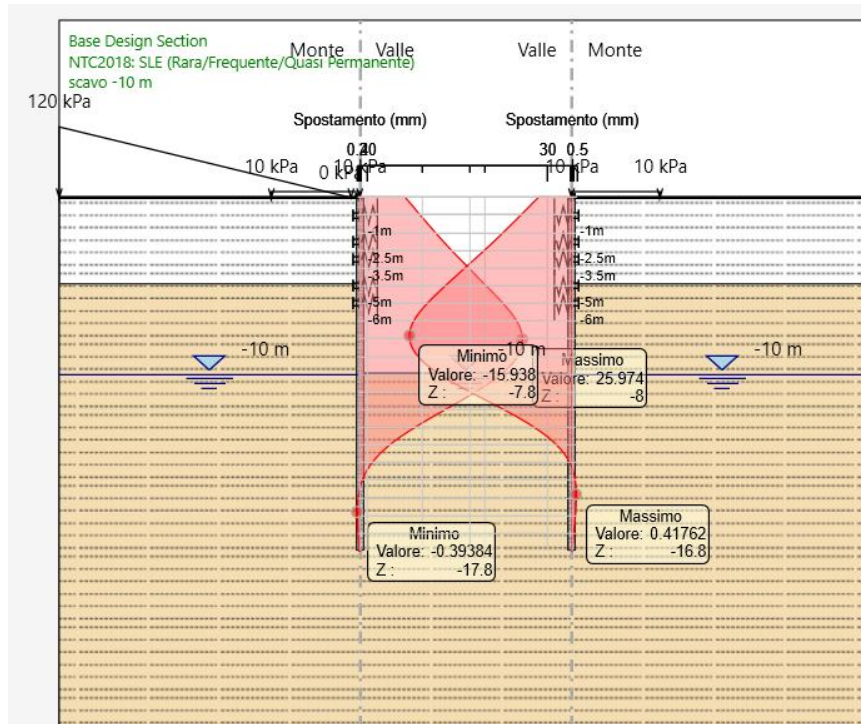 Base Design Section
Monte Valle Valle Monte
NTC2018: SLE (Rara/Frequente/Quasi Permanente)
scavo -10 m
120 kPa
Spostamento (mm) Spostamento (mm)
30 0.5
10 kPa 0 kPa 10 kPa
-1m -1m
-2.5m -2.5m
-3.5m -3.5m
-5m -5m
-6m -6m
-10 m -10 m -10 m
Minimo
Valore: -15.938
Z : -7.8
Massimo
Valore: 25.974
Z : -8
Massimo
Valore: 0.41762
Z : -16.8
Minimo
Valore: -0.39384
Z : -17.8